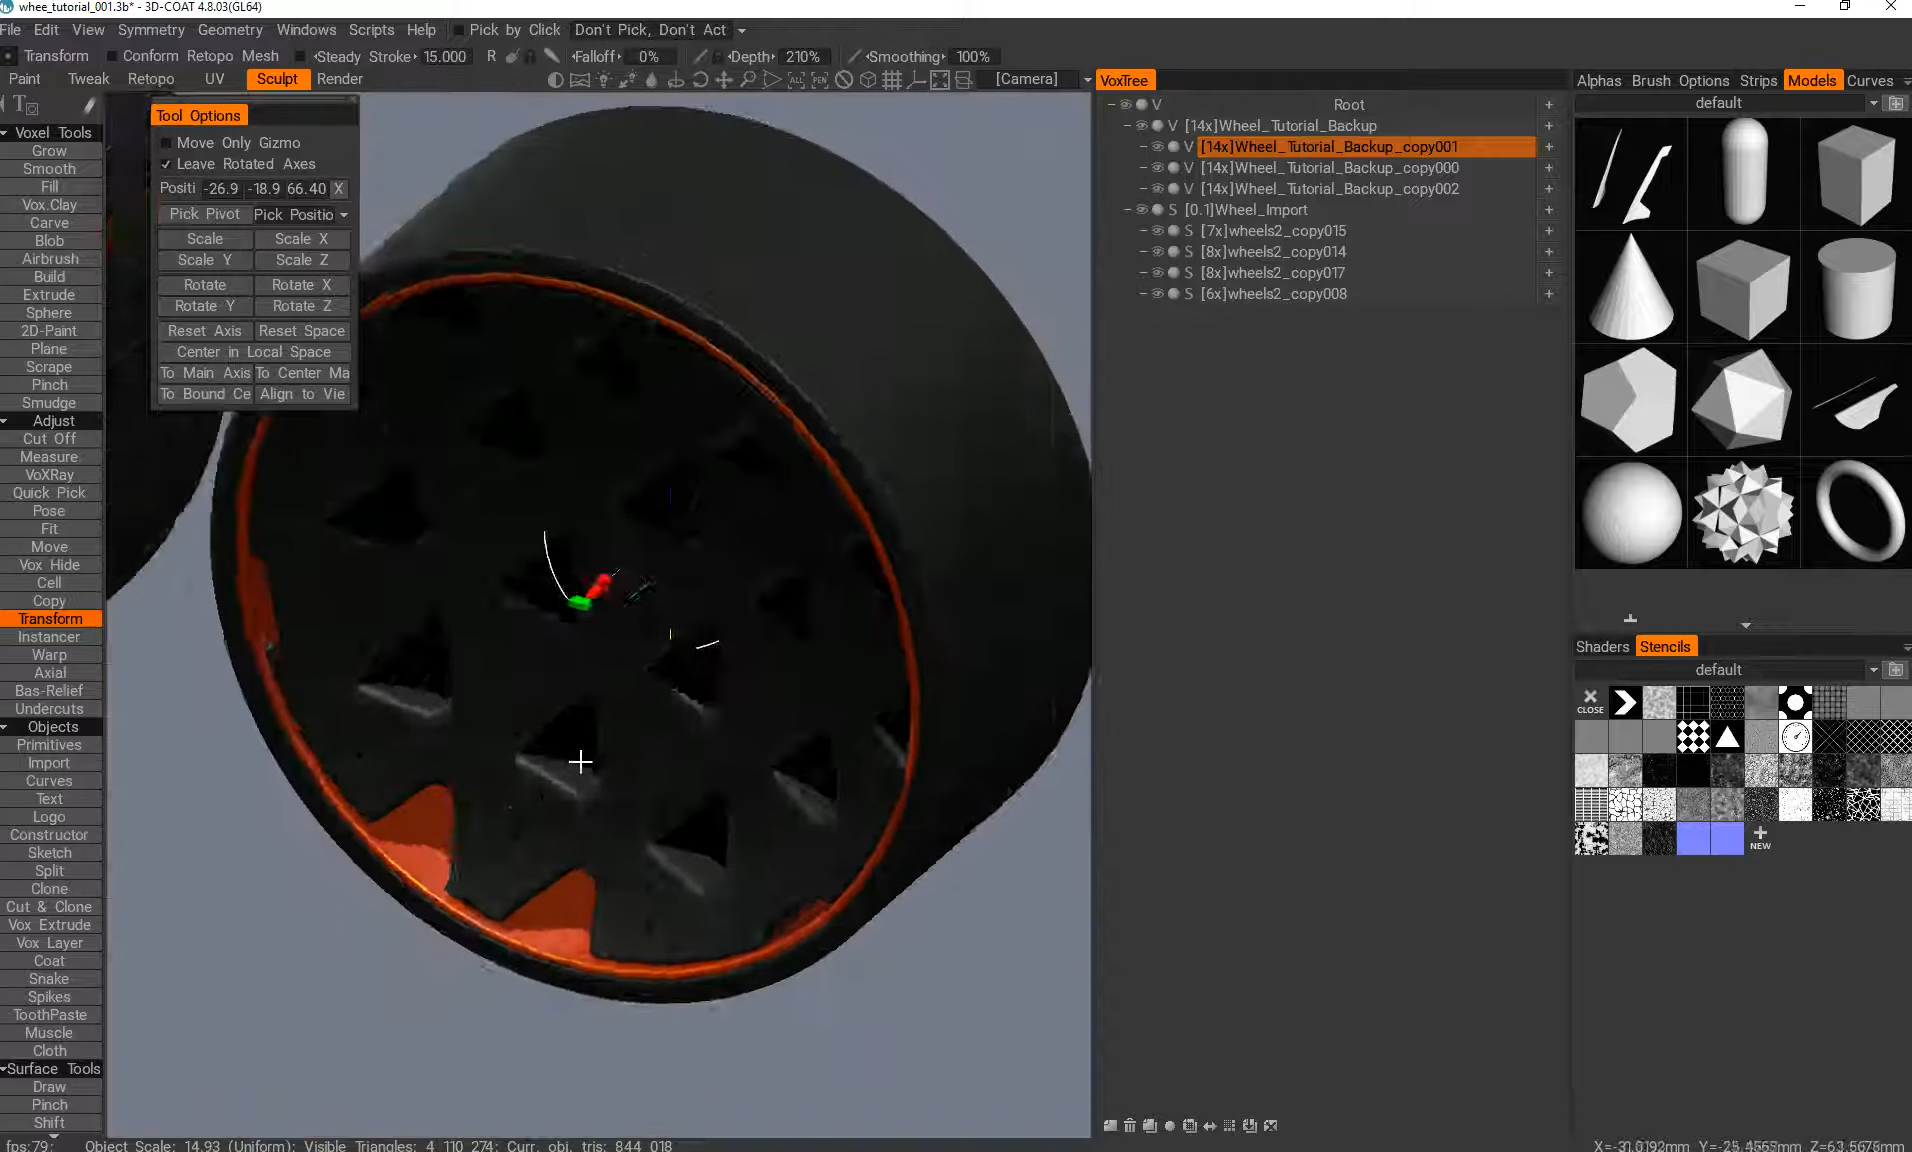 whee_tutorial_001.3b* - 3D-COAT 4.8.03(GL64)
File Edit View Symmetry Geometry Windows Scripts Help Pick by Click Don't Pick, Don't Act
Transform Conform Retopo Mesh Steady Stroke 15.000 R Falloff 0% Depth 210% Smoothing 100%
Paint Tweak Retopo UV Sculpt Render ALL PEN [Camera]
Tool Options
Move Only Gizmo
Leave Rotated Axes
Positi -26.9 -18.9 66.40 X
Pick Pivot Pick Positio
Scale Scale X
Scale Y Scale Z
Rotate Rotate X
Rotate Y Rotate Z
Reset Axis Reset Space
Center in Local Space
To Main Axis To Center Ma
To Bound Ce Align to Vie
Voxel Tools
Grow
Smooth
Fill
Vox.Clay
Carve
Blob
Airbrush
Build
Extrude
Sphere
2D-Paint
Plane
Scrape
Pinch
Smudge
Adjust
Cut Off
Measure
VoXRay
Quick Pick
Pose
Fit
Move
Vox Hide
Cell
Copy
Transform
Instancer
Warp
Axial
Bas-Relief
Undercuts
Objects
Primitives
Import
Curves
Text
Logo
Constructor
Sketch
Split
Clone
Cut & Clone
Vox Extrude
Vox Layer
Coat
Snake
Spikes
ToothPaste
Muscle
Cloth
Surface Tools
Draw
Pinch
Shift
VoxTree
V Root +
V [14x]Wheel_Tutorial_Backup +
V [14x]Wheel_Tutorial_Backup_copy001 +
V [14x]Wheel_Tutorial_Backup_copy000 +
V [14x]Wheel_Tutorial_Backup_copy002 +
S [0.1]Wheel_Import +
S [7x]wheels2_copy015 +
S [8x]wheels2_copy014 +
S [8x]wheels2_copy017 +
S [6x]wheels2_copy008 +
Alphas Brush Options Strips Models Curves
default
Shaders Stencils
default
CLOSE
NEW
fps:79; Object Scale: 14.93 (Uniform); Visible Triangles: 4 110 274; Curr. obj. tris: 844 018